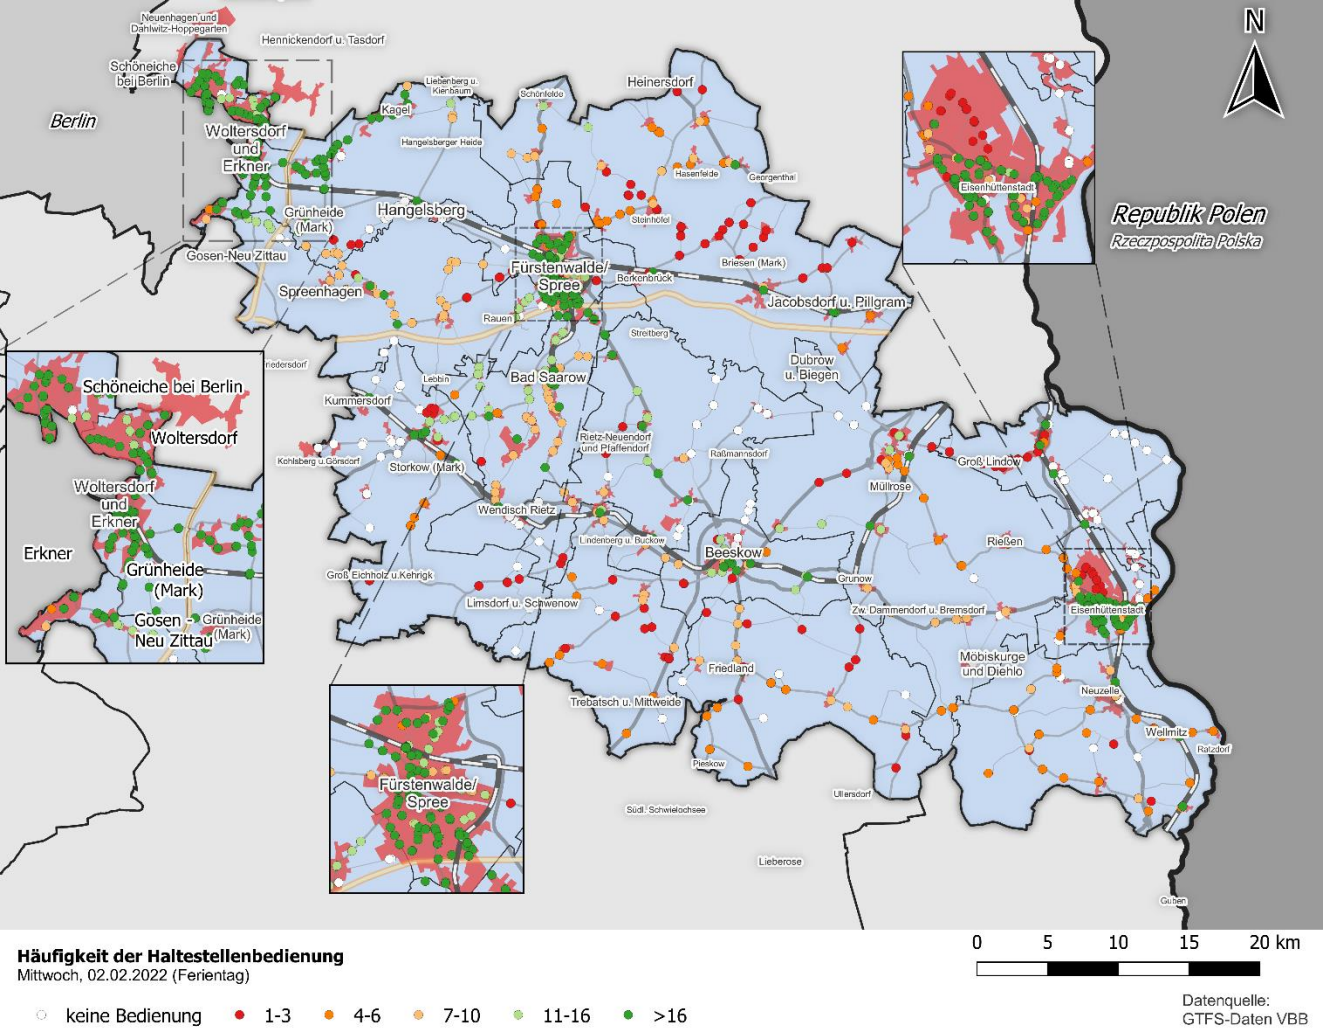 Neuenhagen und
Dahlwitz-Hoppegarten
Hennickendorf u. Tasdorf
Schöneiche
bei Berlin
Berlin
Woltersdorf
und
Erkner
Kagel
Liebenberg u.
Kienbaum
Hangelsberger Heide
Schönfelde
Heinersdorf
N
Hasenfelde
Georgenthal
Eisenhüttenstadt
Republik Polen
Rzeczpospolita Polska
Grünheide
(Mark)
Hangelsberg
Steinhöfel
Gosen-Neu Zittau
Fürstenwalde/
Spree
Briesen (Mark)
Berkenbrück
Spreenhagen
Jacobsdorf u. Pillgram
Rauen
Streitberg
Schöneiche bei Berlin
Woltersdorf
Woltersdorf
und
Erkner
Erkner
Grünheide
(Mark)
Gosen -
Neu Zittau
Grünheide
(Mark)
riedersdorf
Dubrow
u. Biegen
Lebbin
Bad Saarow
Kummersdorf
Rietz-Neuendorf
und Pfaffendorf
Raßmannsdorf
Kohlsberg u.Görsdorf
Storkow (Mark)
Groß Lindow
Müllrose
Wendisch Rietz
Lindenberg u. Buckow
Beeskow
Rießen
Groß Eichholz u.Kehrigk
Grunow
Limsdorf u. Schwenow
Zw. Dammendorf u. Bremsdorf
Eisenhüttenstadt
Friedland
Möbiskurge
und Diehlo
Neuzelle
Trebatsch u. Mittweide
Wellmitz
Ratzdorf
Pieskow
Fürstenwalde/
Spree
Ullersdorf
Südl. Schwielochsee
Lieberose
Guben
Häufigkeit der Haltestellenbedienung
Mittwoch, 02.02.2022 (Ferientag)
keine Bedienung 1-3 4-6 7-10 11-16 >16
0 5 10 15 20 km
Datenquelle:
GTFS-Daten VBB